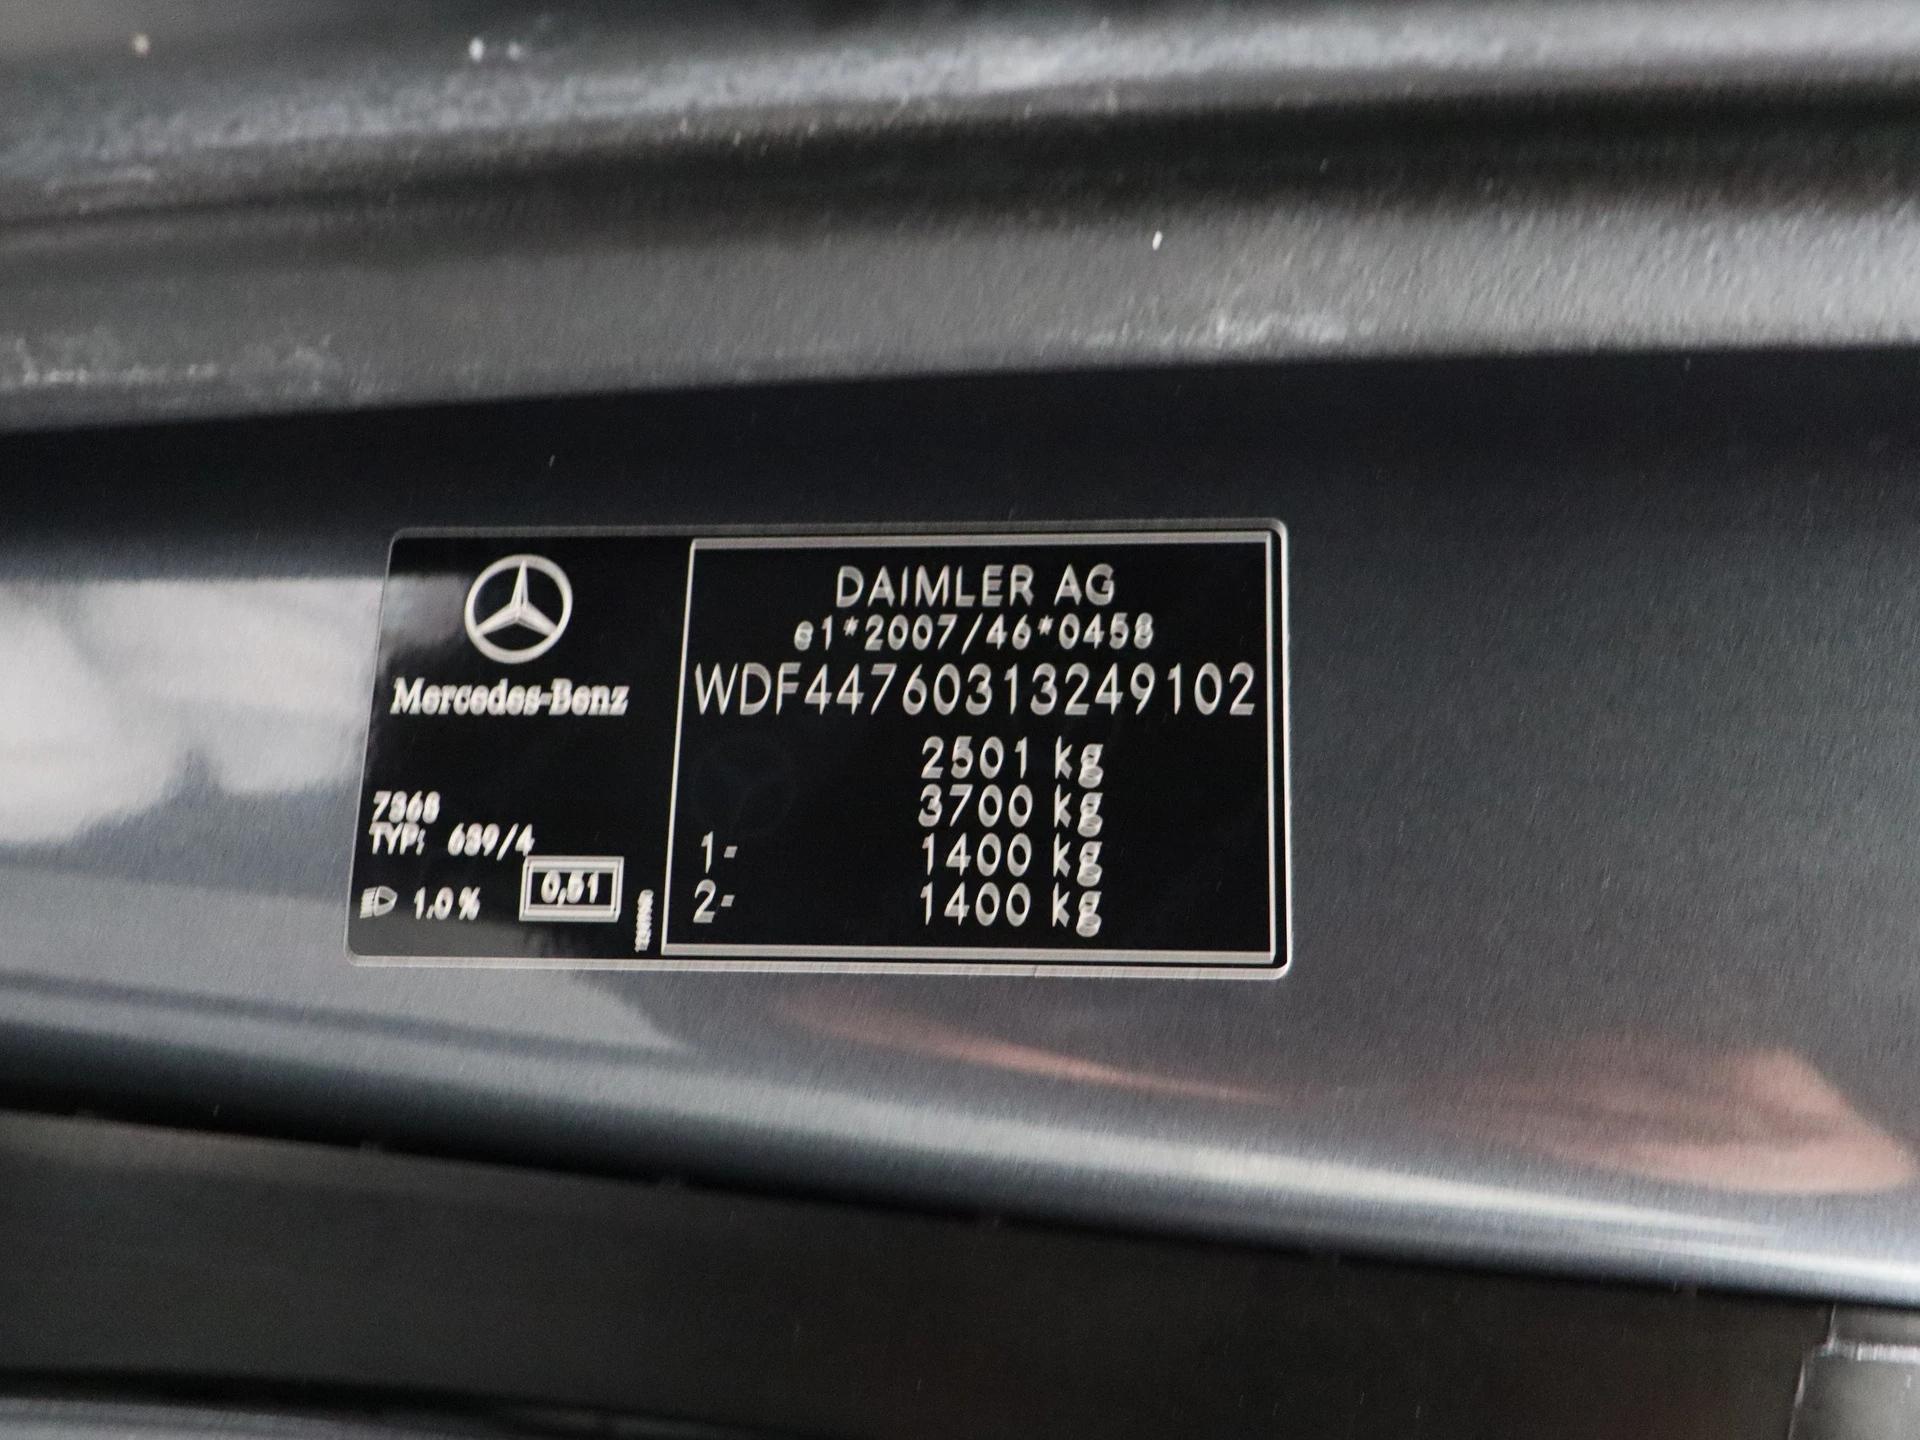 Mercedes-Benz
DAIMLER AG
e1*2007/46*0458
WDF44760313249102
2501 kg
3700 kg
1- 1400 kg
2- 1400 kg
7368
TYP: 639/4
1.0% 0,51